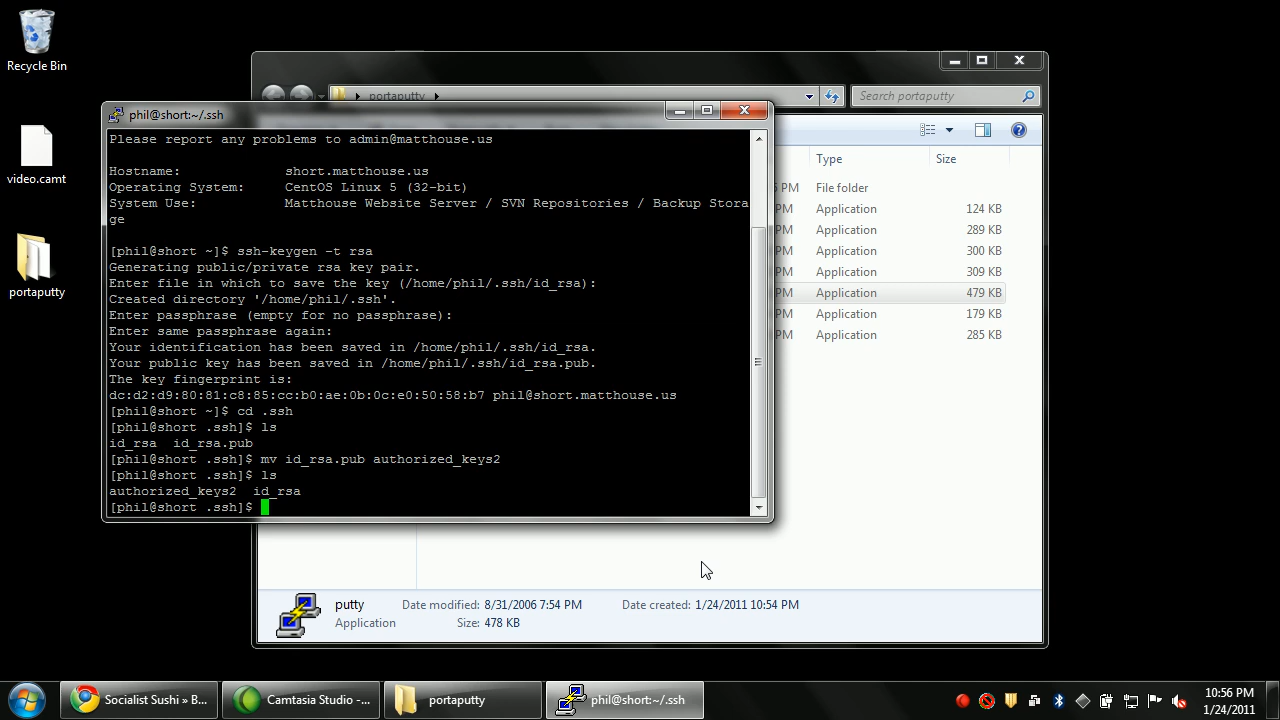 Recycle Bin
video.camt
portaputty
portaputty
Search portaputty
Type
Size
PM
File folder
PM
Application
124 KB
PM
Application
289 KB
PM
Application
300 KB
PM
Application
309 KB
PM
Application
479 KB
PM
Application
179 KB
PM
Application
285 KB
phil@short:~/.ssh
Please report any problems to admin@matthouse.us
Hostname: short.matthouse.us
Operating System: CentOS Linux 5 (32-bit)
System Use: Matthouse Website Server / SVN Repositories / Backup Stora
ge
[phil@short ~]$ ssh-keygen -t rsa
Generating public/private rsa key pair.
Enter file in which to save the key (/home/phil/.ssh/id_rsa):
Created directory '/home/phil/.ssh'.
Enter passphrase (empty for no passphrase):
Enter same passphrase again:
Your identification has been saved in /home/phil/.ssh/id_rsa.
Your public key has been saved in /home/phil/.ssh/id_rsa.pub.
The key fingerprint is:
dc:d2:d9:80:81:c8:85:cc:b0:ae:0b:0c:e0:50:58:b7 phil@short.matthouse.us
[phil@short ~]$ cd .ssh
[phil@short .ssh]$ ls
id_rsa id_rsa.pub
[phil@short .ssh]$ mv id_rsa.pub authorized_keys2
[phil@short .ssh]$ ls
authorized_keys2 id_rsa
[phil@short .ssh]$
putty
Date modified: 8/31/2006 7:54 PM
Date created: 1/24/2011 10:54 PM
Application
Size: 478 KB
Socialist Sushi » B...
Camtasia Studio -...
portaputty
phil@short:~/.ssh
10:56 PM
1/24/2011